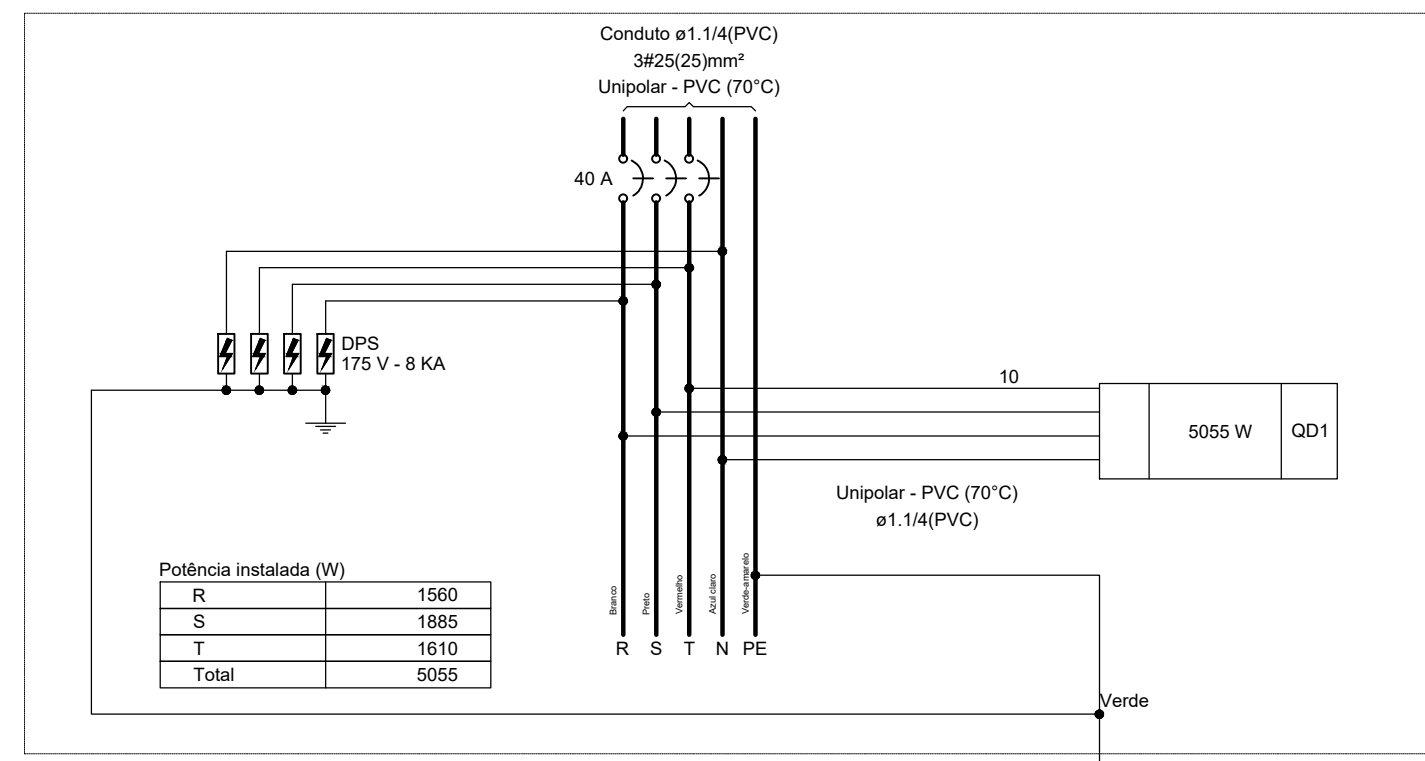 Conduto ø1.1/4(PVC)
3#25(25)mm²
Unipolar - PVC (70°C)
40 A
DPS
175 V - 8 KA
10
5055 W
QD1
Unipolar - PVC (70°C)
ø1.1/4(PVC)
Potência instalada (W)
R 1560
S 1885
T 1610
Total 5055
Branco
Preto
Vermelho
Azul claro
Verde-amarelo
R S T N PE
Verde